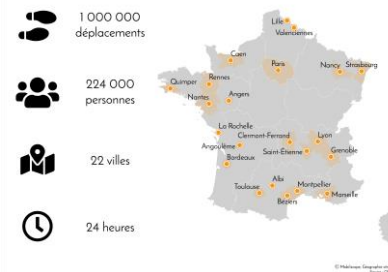 1 000 000
déplacements
224 000
personnes
22 villes
24 heures
Lille
Valenciennes
Caen
Paris
Nancy
Strasbourg
Quimper
Rennes
Nantes
Angers
La Rochelle
Clermont-Ferrand
Lyon
Angoulême
Saint-Étienne
Grenoble
Bordeaux
Albi
Toulouse
Montpellier
Béziers
Marseille